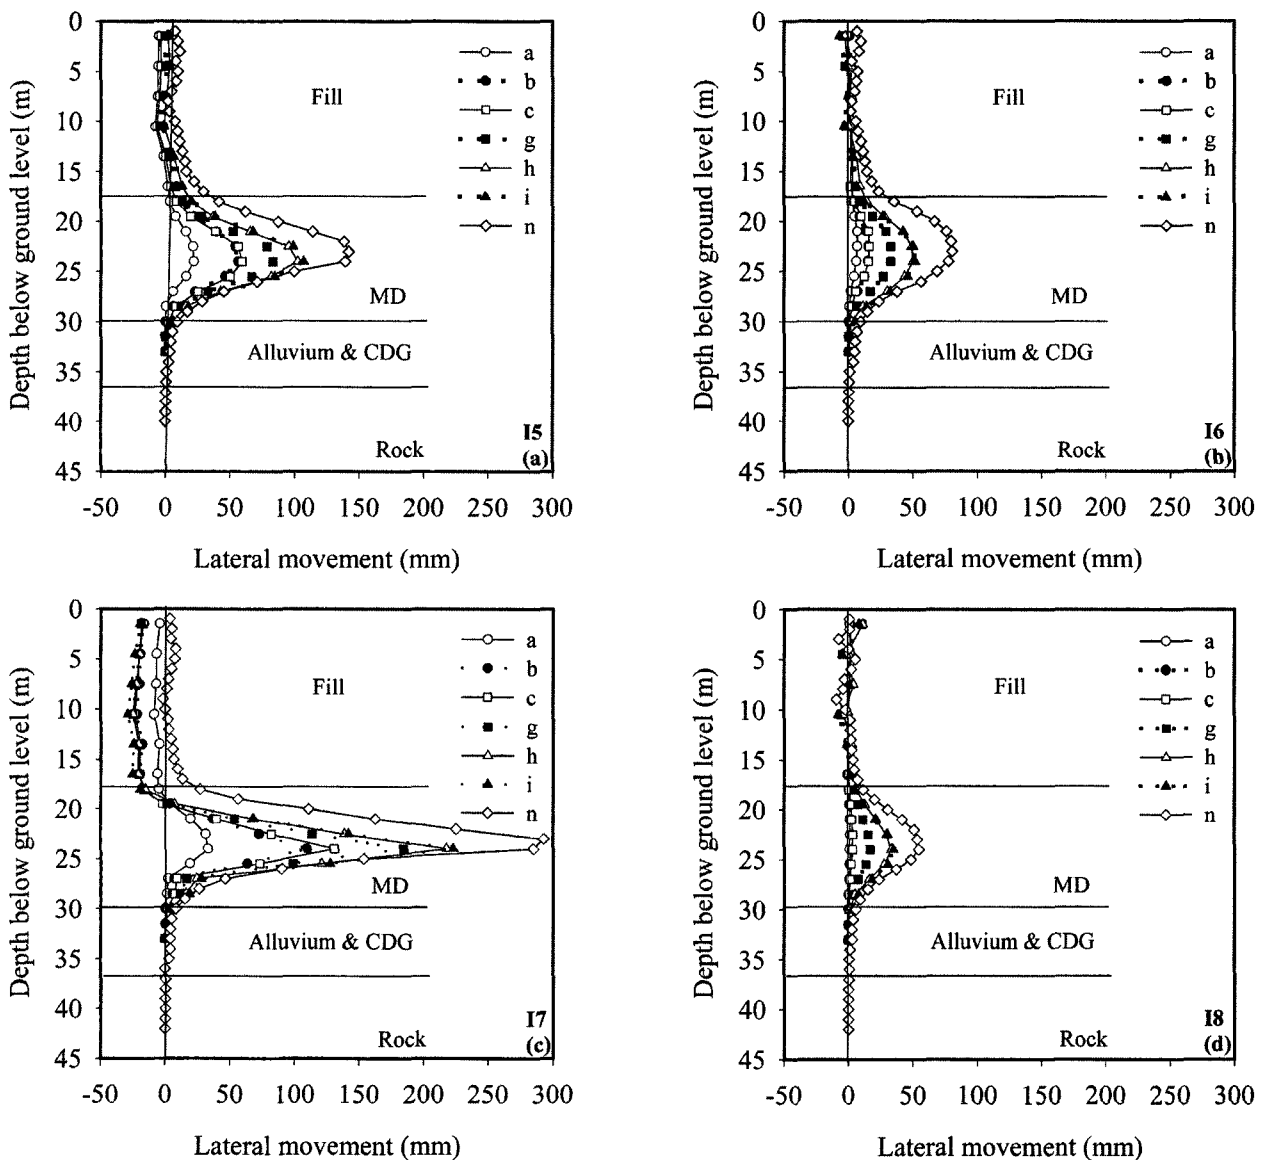 Depth below ground level (m)
0
5
10
15
20
25
30
35
40
45
a
b
c
g
h
i
n
Fill
MD
Alluvium & CDG
Rock
I5
(a)
-50 0 50 100 150 200 250 300
Lateral movement (mm)
Depth below ground level (m)
0
5
10
15
20
25
30
35
40
45
a
b
c
g
h
i
n
Fill
MD
Alluvium & CDG
Rock
I6
(b)
-50 0 50 100 150 200 250 300
Lateral movement (mm)
Depth below ground level (m)
0
5
10
15
20
25
30
35
40
45
a
b
c
g
h
i
n
Fill
MD
Alluvium & CDG
Rock
I7
(c)
-50 0 50 100 150 200 250 300
Lateral movement (mm)
Depth below ground level (m)
0
5
10
15
20
25
30
35
40
45
a
b
c
g
h
i
n
Fill
MD
Alluvium & CDG
Rock
I8
(d)
-50 0 50 100 150 200 250 300
Lateral movement (mm)